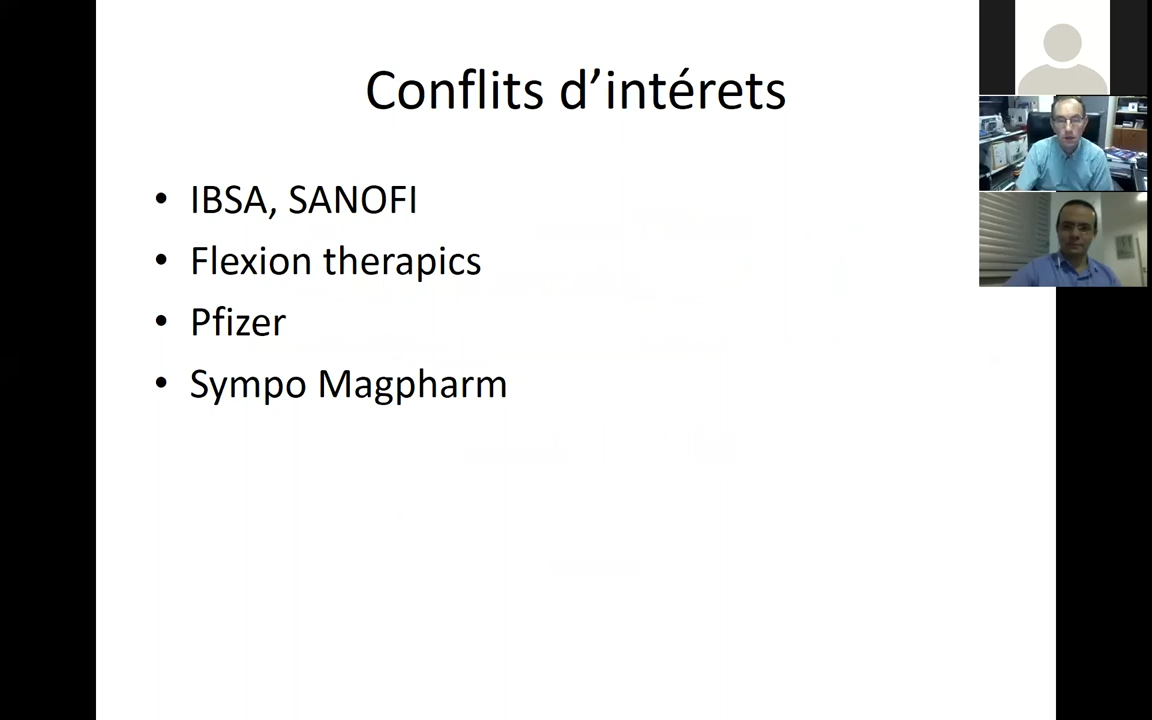 Conflits d’intérets
• IBSA, SANOFI
• Flexion therapics
• Pfizer
• Sympo Magpharm